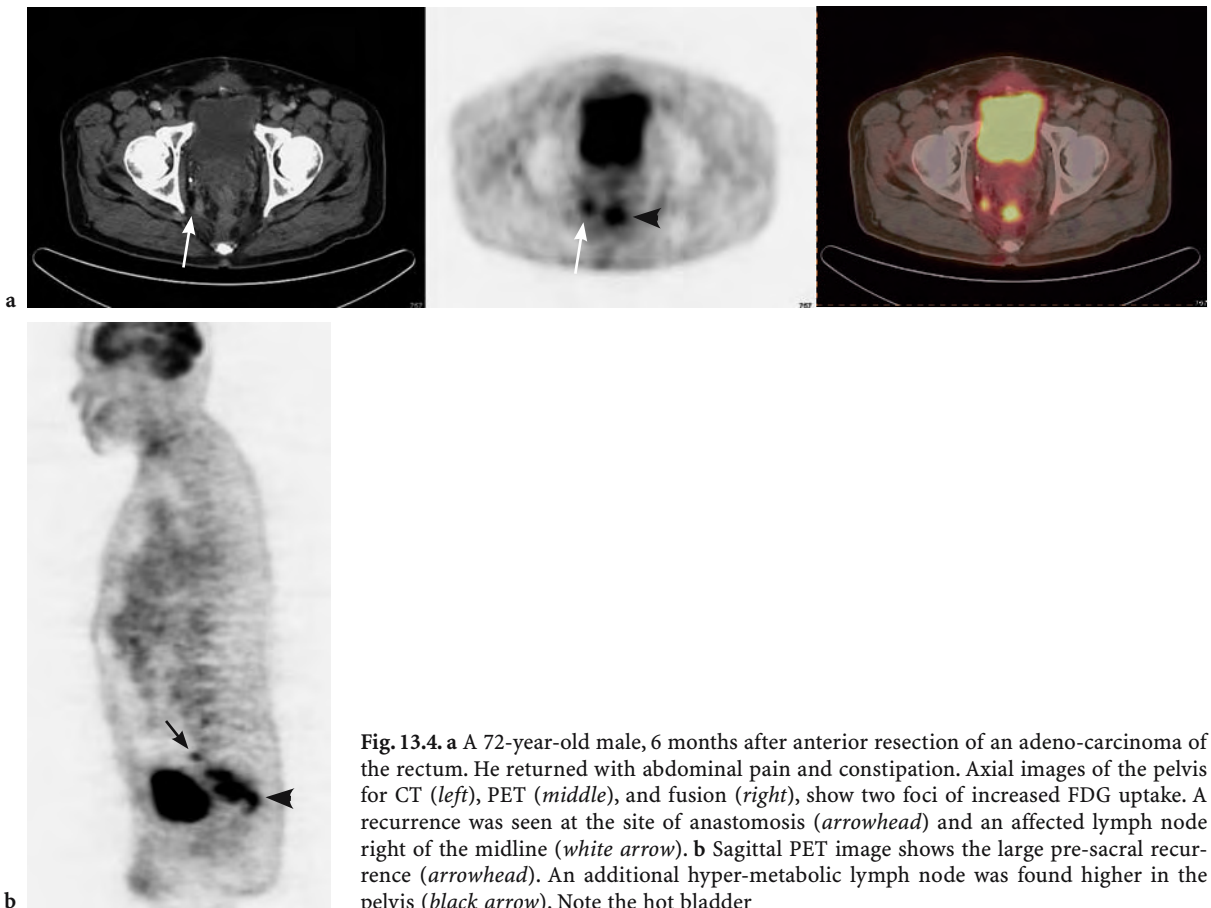 a
b
Fig. 13.4. a A 72-year-old male, 6 months after anterior resection of an adeno-carcinoma of
the rectum. He returned with abdominal pain and constipation. Axial images of the pelvis
for CT (left), PET (middle), and fusion (right), show two foci of increased FDG uptake. A
recurrence was seen at the site of anastomosis (arrowhead) and an affected lymph node
right of the midline (white arrow). b Sagittal PET image shows the large pre-sacral recur-
rence (arrowhead). An additional hyper-metabolic lymph node was found higher in the
pelvis (black arrow). Note the hot bladder